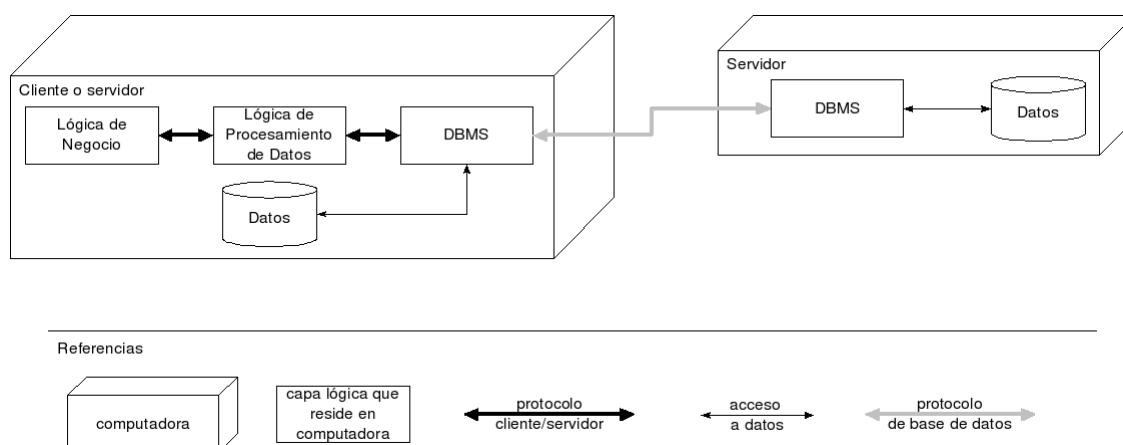 Cliente o servidor
Lógica de
Negocio
Lógica de
Procesamiento
de Datos
DBMS
Datos
Servidor
DBMS
Datos
Referencias
computadora
capa lógica que
reside en
computadora
protocolo
cliente/servidor
acceso
a datos
protocolo
de base de datos